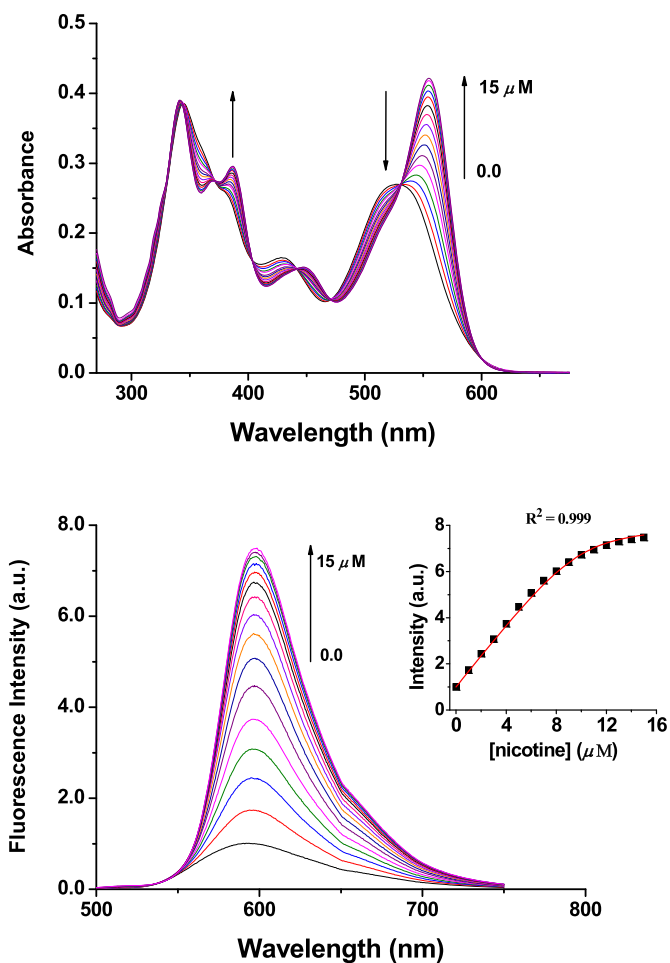 0.5
0.4
0.3
0.2
0.1
0.0
Absorbance
15 μM
0.0
300 400 500 600
Wavelength (nm)
8.0
6.0
4.0
2.0
0.0
Fluorescence Intensity (a.u.)
15 μM
0.0
500 600 700 800
Wavelength (nm)
R² = 0.999
8
6
4
2
0
Intensity (a.u.)
0 4 8 12 16
[nicotine] (μM)